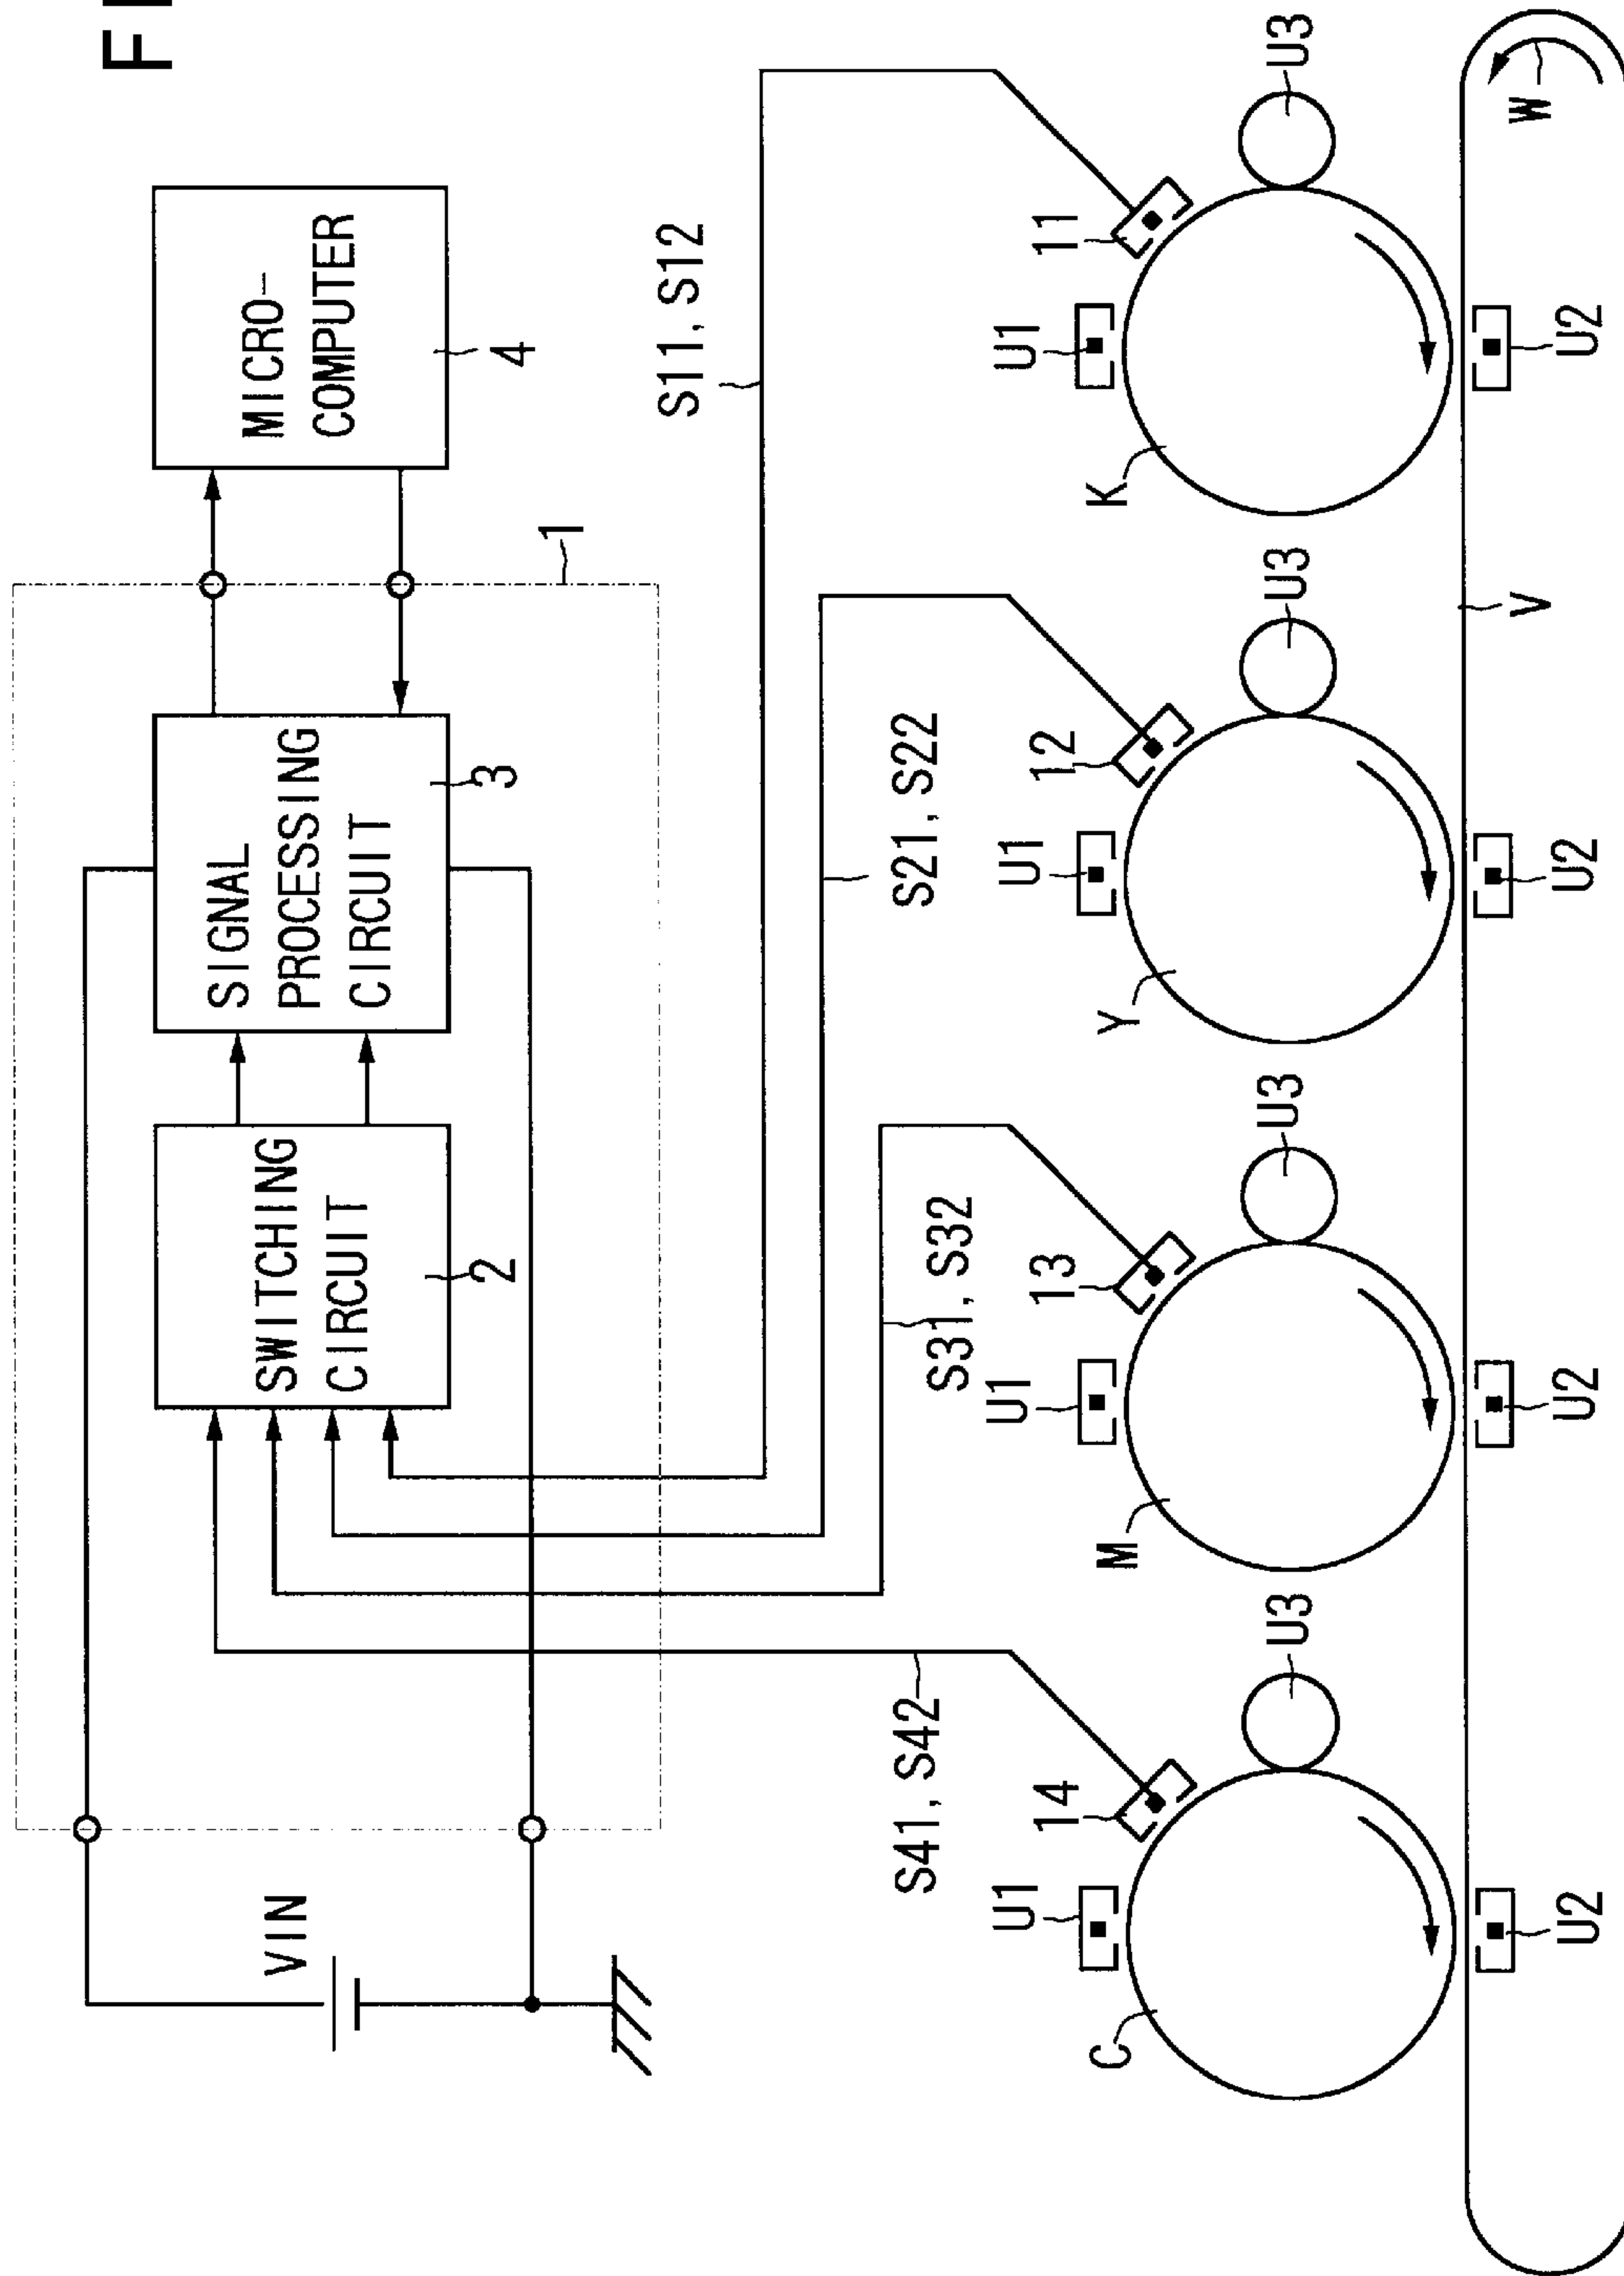 F
VIN
SWITCHING
CIRCUIT
2
SIGNAL
PROCESSING
CIRCUIT
3
1
MICRO-
COMPUTER
4
S11, S12
S21, S22
S31, S32
S41, S42
U1
14
U3
C
U2
U1
13
U3
M
U2
U1
12
U3
Y
U2
U1
11
U3
K
U2
V
W